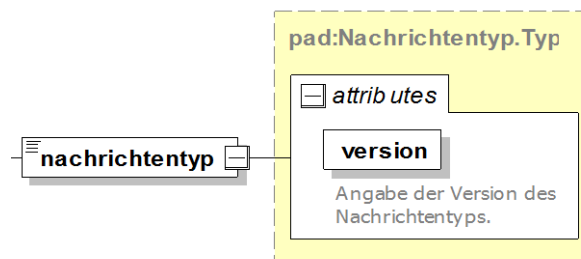 pad:Nachrichtentyp.Typ
attributes
nachrichtentyp
version
Angabe der Version des
Nachrichtentyps.